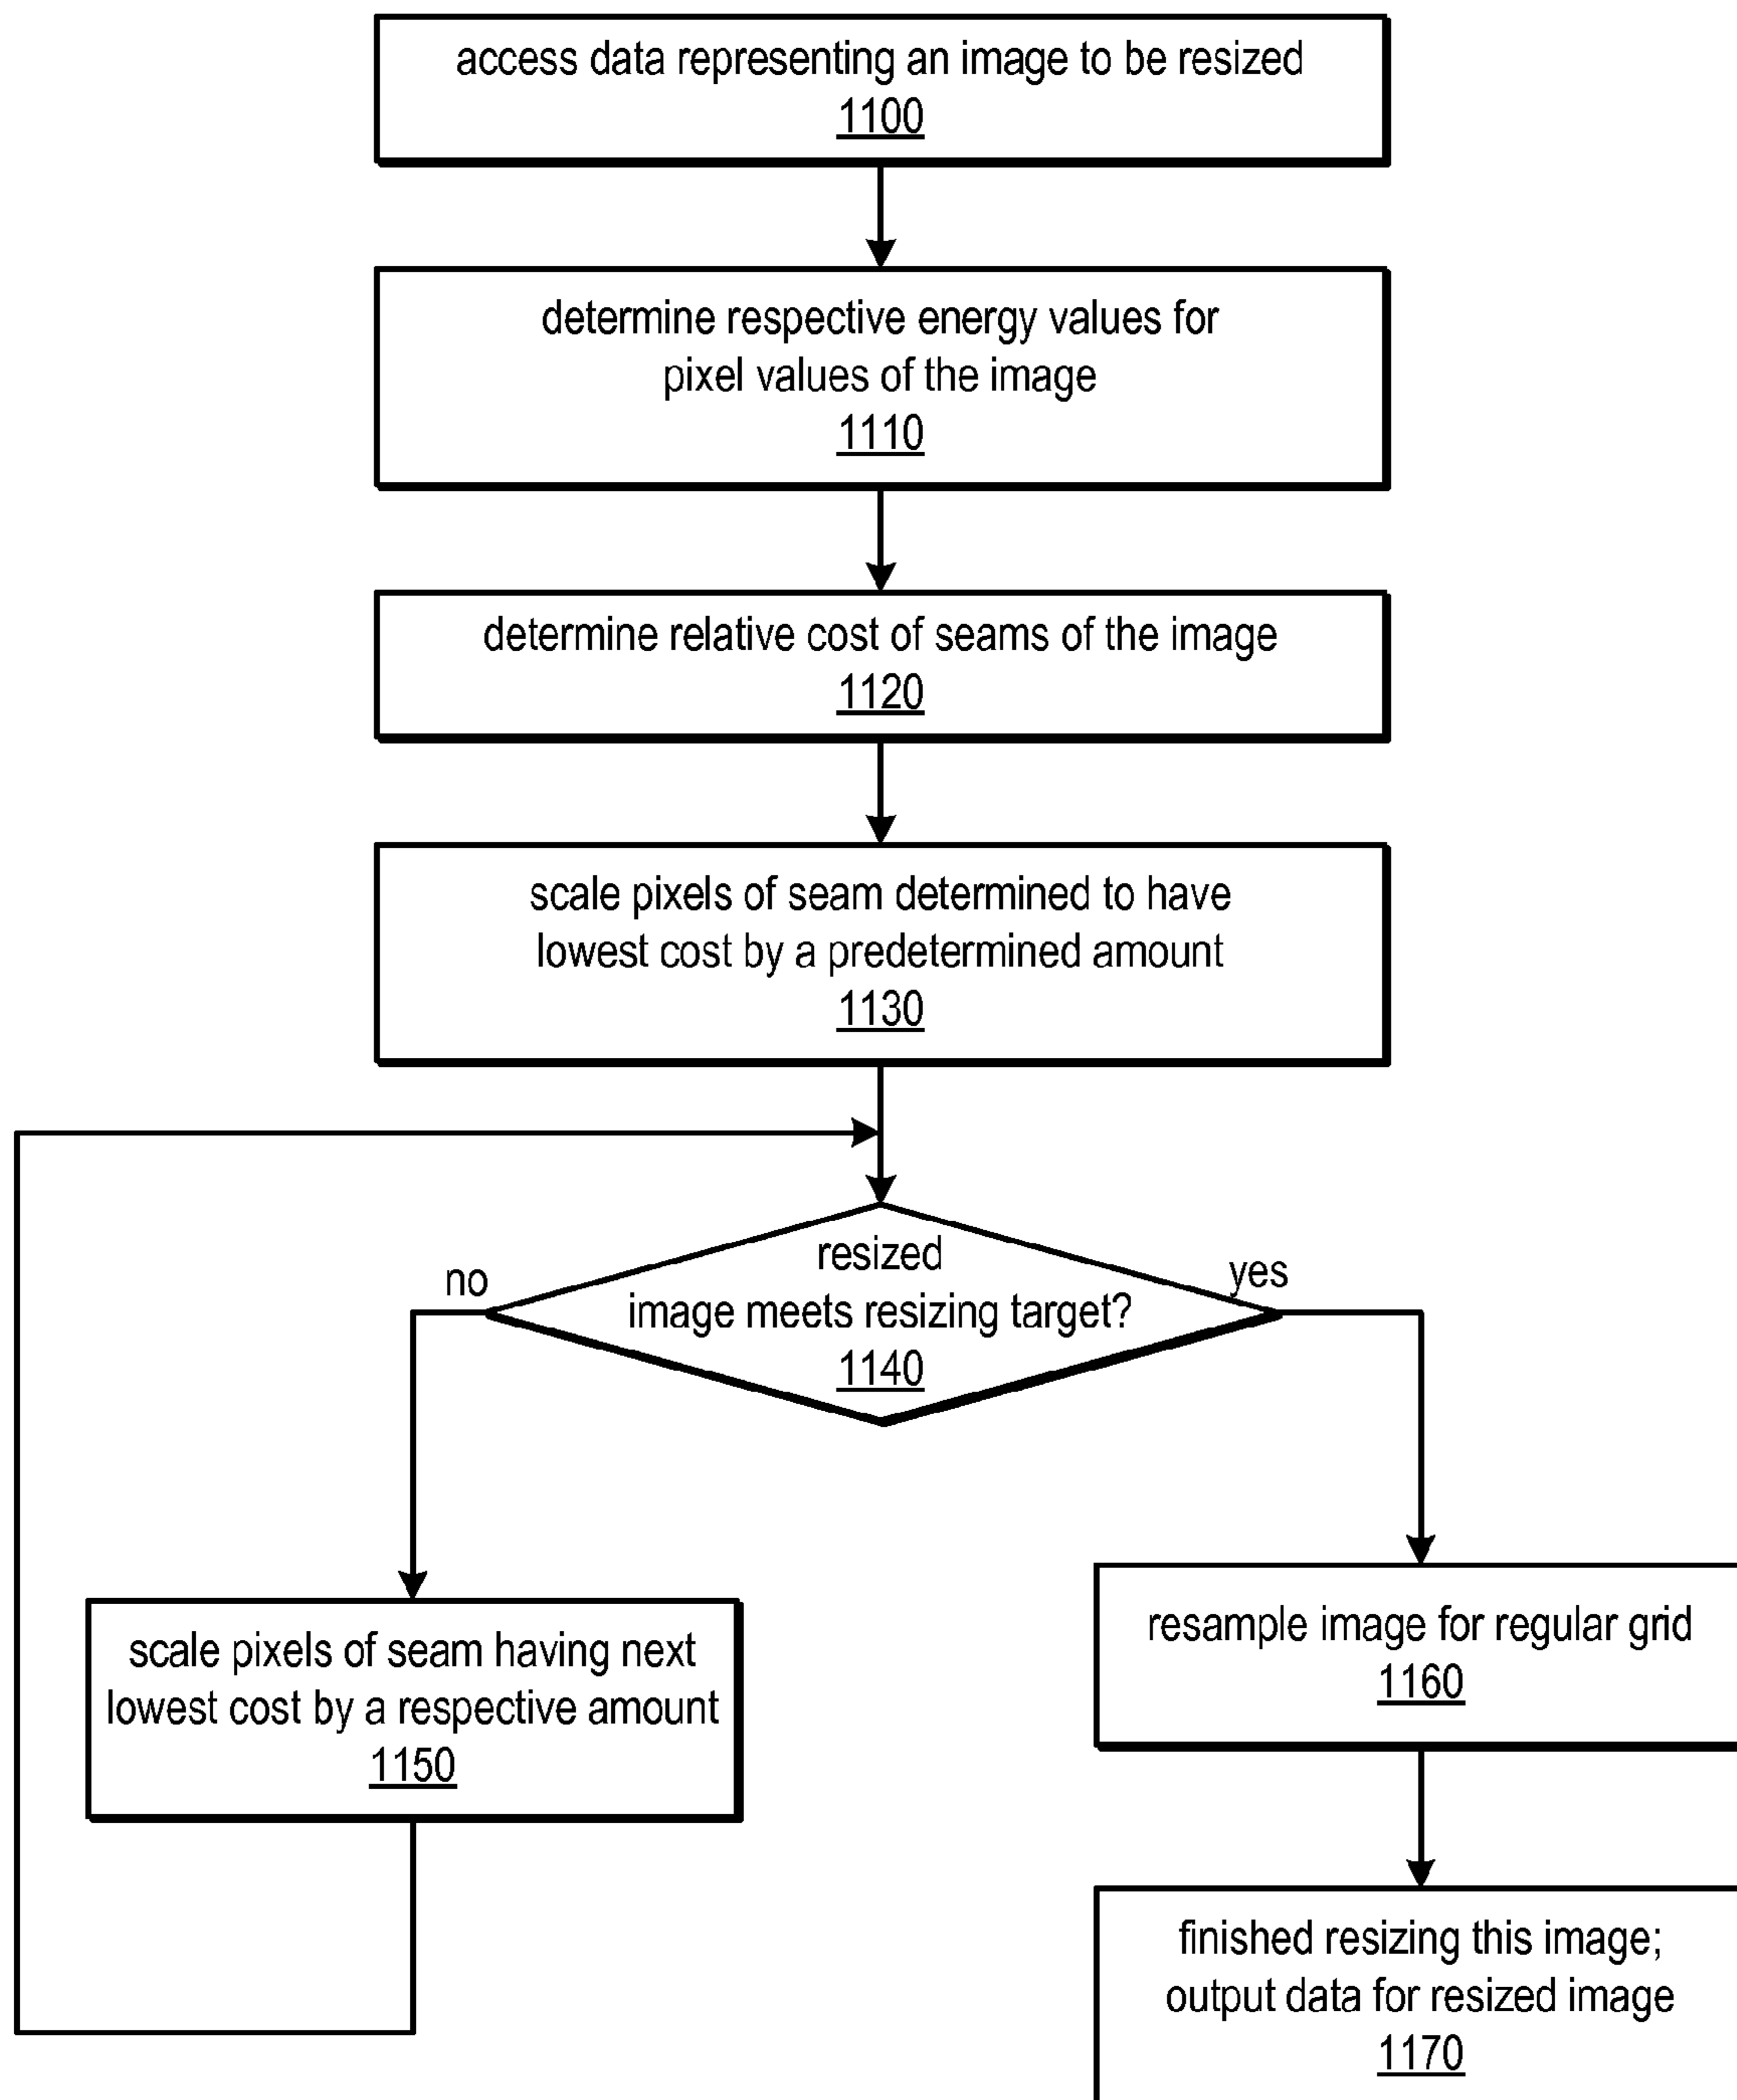 access data representing an image to be resized
1100
determine respective energy values for
pixel values of the image
1110
determine relative cost of seams of the image
1120
scale pixels of seam determined to have
lowest cost by a predetermined amount
1130
resized
image meets resizing target?
1140
no
yes
scale pixels of seam having next
lowest cost by a respective amount
1150
resample image for regular grid
1160
finished resizing this image;
output data for resized image
1170